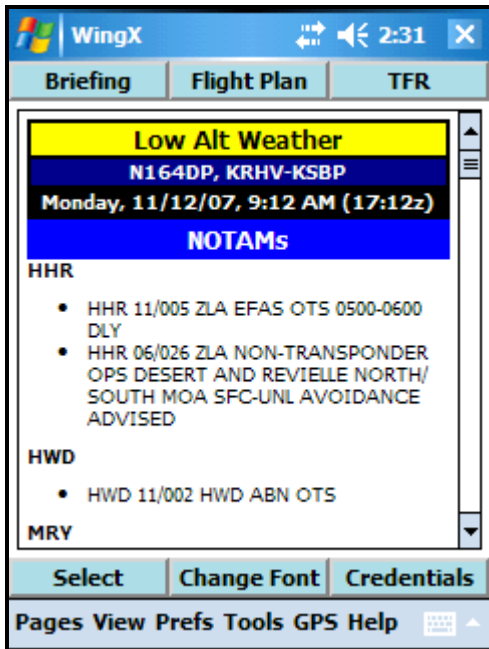 WingX 2:31
Briefing Flight Plan TFR
Low Alt Weather
N164DP, KRHV-KSBP
Monday, 11/12/07, 9:12 AM (17:12z)
NOTAMs
HHR
• HHR 11/005 ZLA EFAS OTS 0500-0600
DLY
• HHR 06/026 ZLA NON-TRANSPONDER
OPS DESERT AND REVIELLE NORTH/
SOUTH MOA SFC-UNL AVOIDANCE
ADVISED
HWD
• HWD 11/002 HWD ABN OTS
MRY
Select Change Font Credentials
Pages View Prefs Tools GPS Help